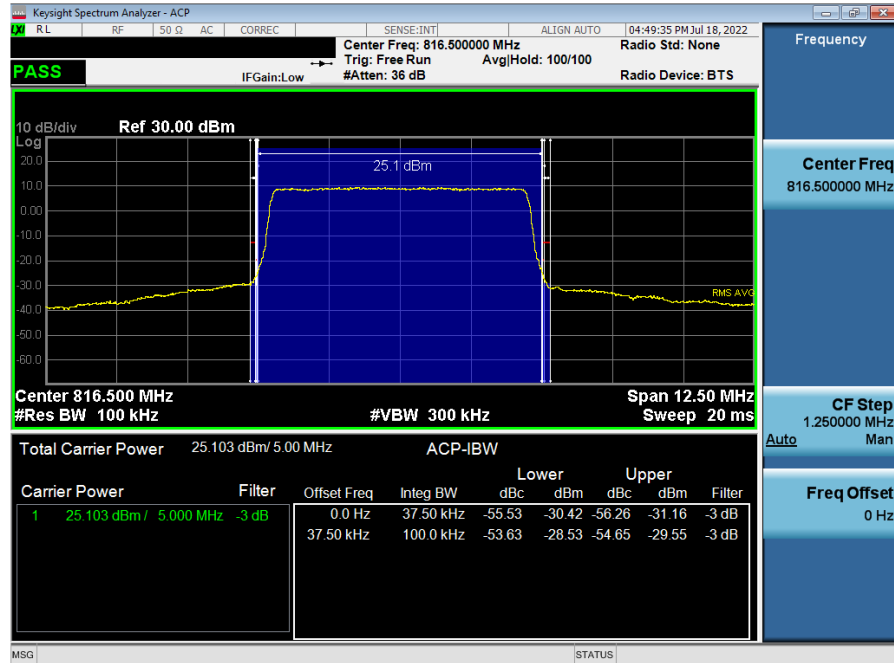 Keysight Spectrum Analyzer - ACP
LXI RL RF 50 Ω AC CORREC SENSE:INT ALIGN AUTO 04:49:35 PM Jul 18, 2022
Center Freq: 816.500000 MHz Radio Std: None
Trig: Free Run Avg|Hold: 100/100
PASS IFGain:Low #Atten: 36 dB Radio Device: BTS
10 dB/div Ref 30.00 dBm
Log
20.0
25.1 dBm
10.0
0.00
-10.0
-20.0
-30.0
RMS AVG
-40.0
-50.0
-60.0
Center 816.500 MHz Span 12.50 MHz
#Res BW 100 kHz #VBW 300 kHz Sweep 20 ms
Total Carrier Power 25.103 dBm/ 5.00 MHz ACP-IBW
Lower Upper
Carrier Power Filter Offset Freq Integ BW dBc dBm dBc dBm Filter
1 25.103 dBm / 5.000 MHz -3 dB 0.0 Hz 37.50 kHz -55.53 -30.42 -56.26 -31.16 -3 dB
37.50 kHz 100.0 kHz -53.63 -28.53 -54.65 -29.55 -3 dB
MSG STATUS
Frequency
Center Freq
816.500000 MHz
CF Step
1.250000 MHz
Auto Man
Freq Offset
0 Hz